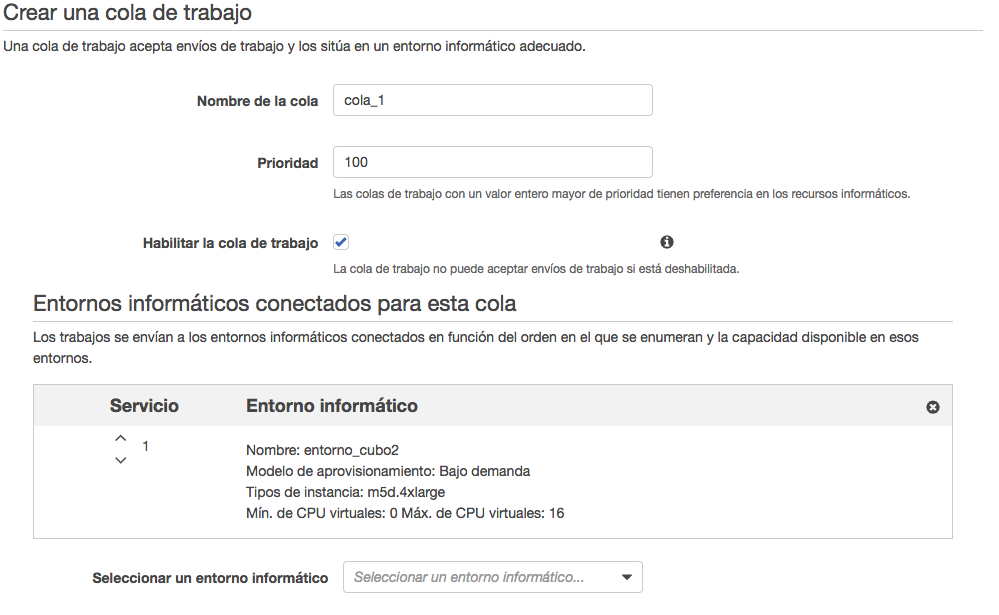 Crear una cola de trabajo
Una cola de trabajo acepta envíos de trabajo y los sitúa en un entorno informático adecuado.
Nombre de la cola cola_1
Prioridad 100
Las colas de trabajo con un valor entero mayor de prioridad tienen preferencia en los recursos informáticos.
Habilitar la cola de trabajo
La cola de trabajo no puede aceptar envíos de trabajo si está deshabilitada.
Entornos informáticos conectados para esta cola
Los trabajos se envían a los entornos informáticos conectados en función del orden en el que se enumeran y la capacidad disponible en esos
entornos.
Servicio Entorno informático
1
Nombre: entorno_cubo2
Modelo de aprovisionamiento: Bajo demanda
Tipos de instancia: m5d.4xlarge
Mín. de CPU virtuales: 0 Máx. de CPU virtuales: 16
Seleccionar un entorno informático Seleccionar un entorno informático...